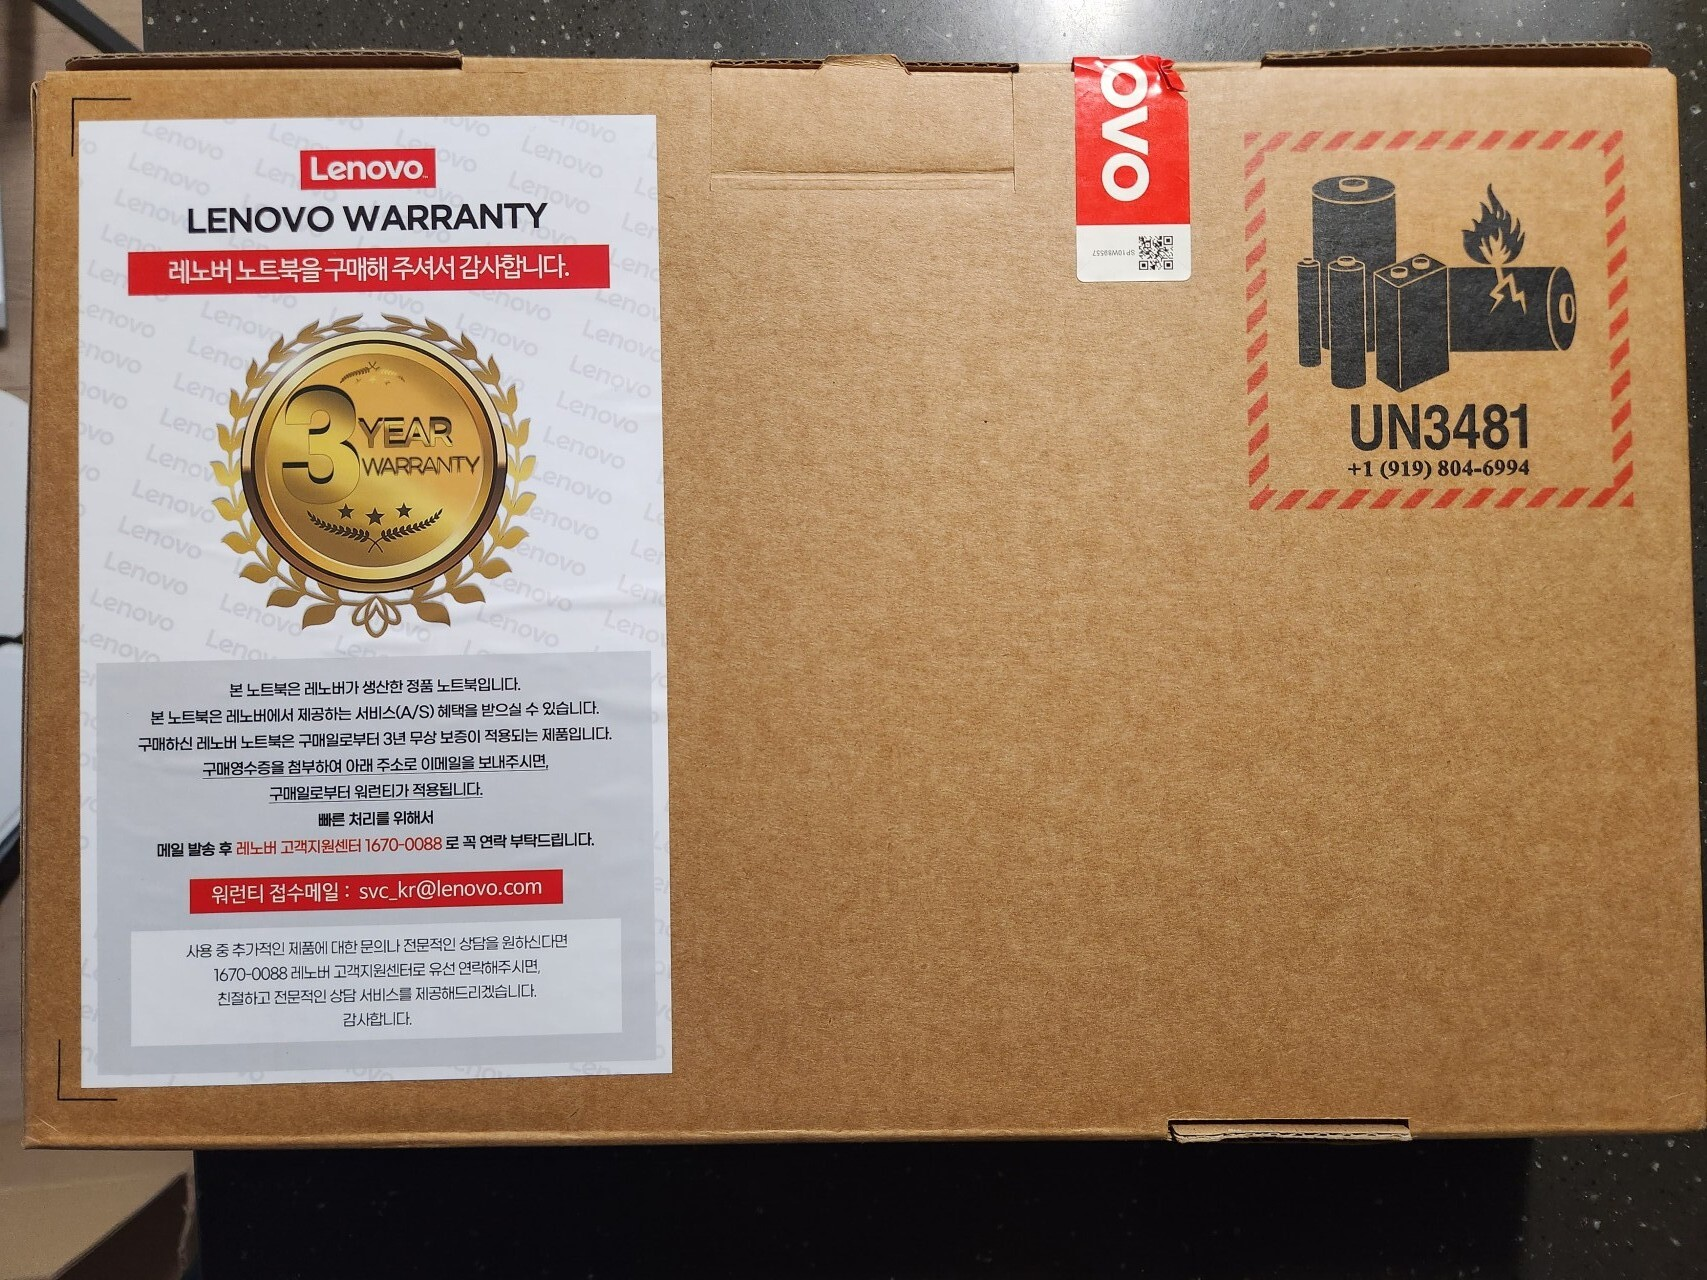 Lenovo
LENOVO WARRANTY
레노버 노트북을 구매해 주셔서 감사합니다.
3 YEAR
WARRANTY
본 노트북은 레노버가 생산한 정품 노트북입니다.
본 노트북은 레노버에서 제공하는 서비스(A/S) 혜택을 받으실 수 있습니다.
구매하신 레노버 노트북은 구매일로부터 3년 무상 보증이 적용되는 제품입니다.
구매영수증을 첨부하여 아래 주소로 이메일을 보내주시면,
구매일로부터 워런티가 적용됩니다.
빠른 처리를 위해서
메일 발송 후 레노버 고객지원센터 1670-0088 로 꼭 연락 부탁드립니다.
워런티 접수메일 : svc_kr@lenovo.com
사용 중 추가적인 제품에 대한 문의나 전문적인 상담을 원하신다면
1670-0088 레노버 고객지원센터로 유선 연락해주시면,
친절하고 전문적인 상담 서비스를 제공해드리겠습니다.
감사합니다.
ovo
UN3481
+1 (919) 804-6994